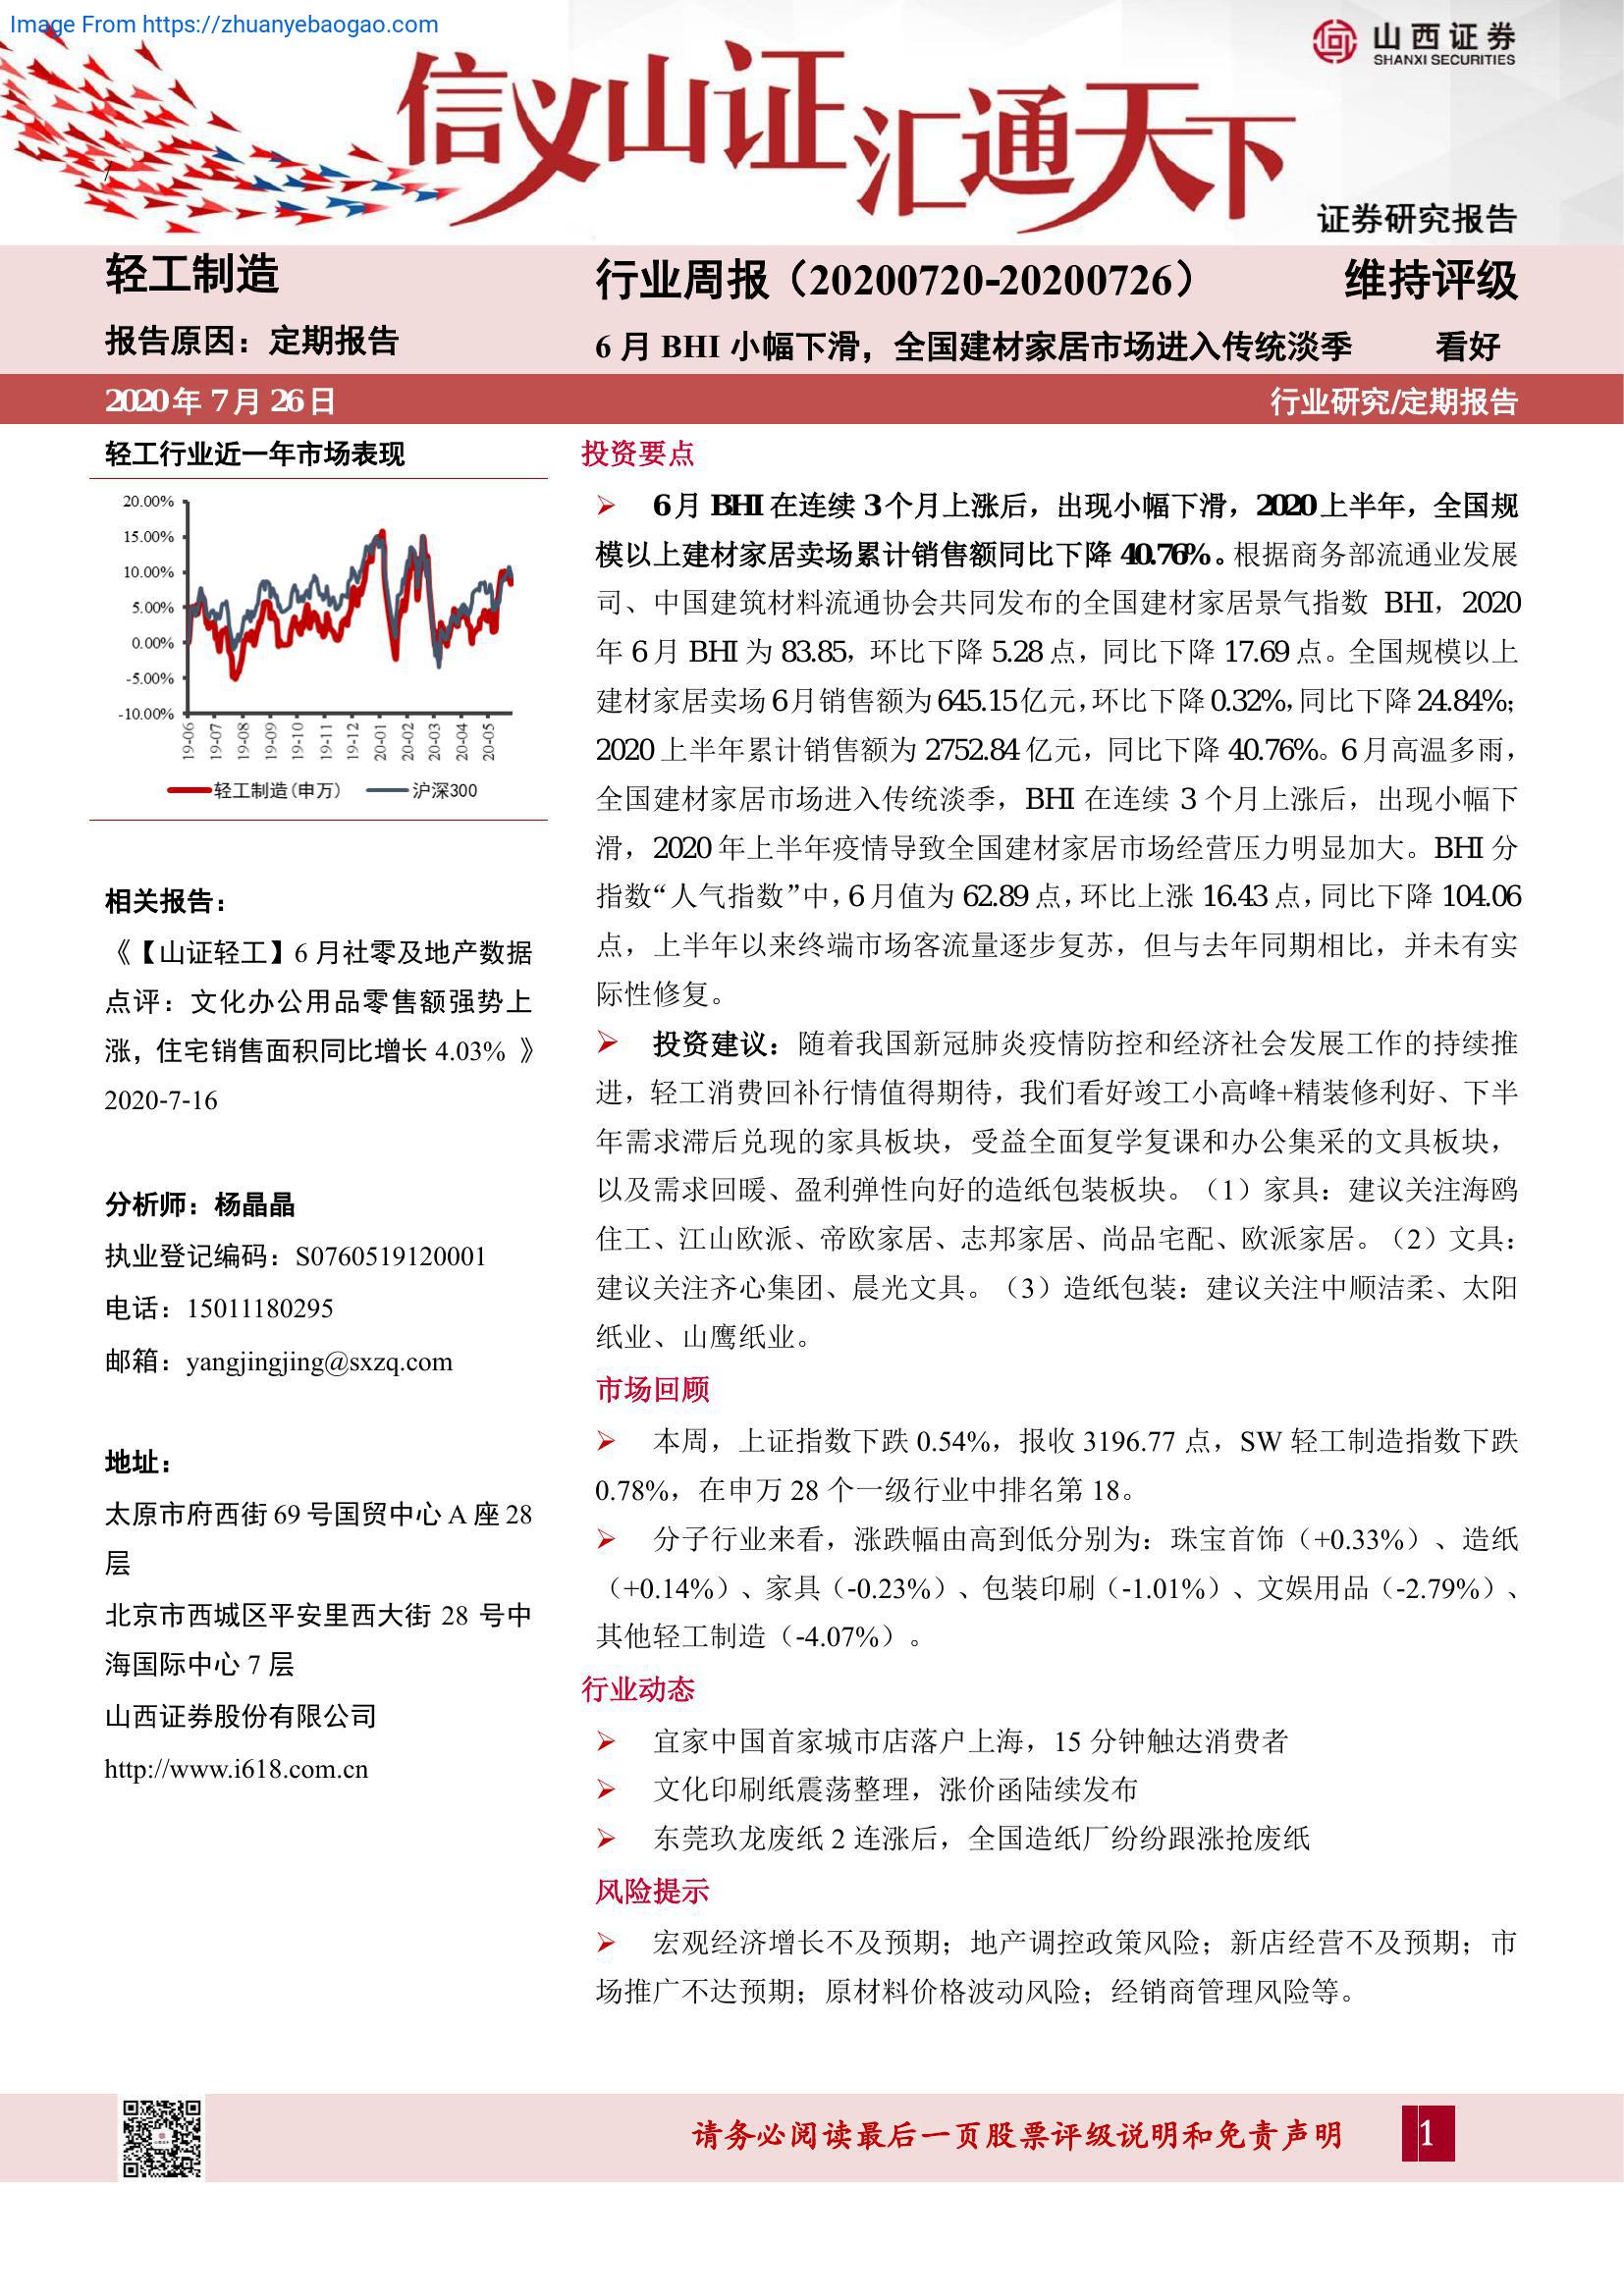 Image From https://zhuanyebaogao.com
山西证券
SHANXI SECURITIES
信义山证汇通天下
证券研究报告
轻工制造
行业周报（20200720-20200726）
维持评级
报告原因：定期报告
6 月 BHI 小幅下滑，全国建材家居市场进入传统淡季
看好
2020 年 7 月 26 日
行业研究/定期报告
轻工行业近一年市场表现
20.00%
15.00%
10.00%
5.00%
0.00%
-5.00%
-10.00%
19-06
19-07
19-08
19-09
19-10
19-11
19-12
20-01
20-02
20-03
20-04
20-05
轻工制造(申万)
沪深300
相关报告：
《【山证轻工】6 月社零及地产数据
点评：文化办公用品零售额强势上
涨，住宅销售面积同比增长 4.03% 》
2020-7-16
分析师：杨晶晶
执业登记编码：S0760519120001
电话：15011180295
邮箱：yangjingjing@sxzq.com
地址：
太原市府西街 69 号国贸中心 A 座 28
层
北京市西城区平安里西大街 28 号中
海国际中心 7 层
山西证券股份有限公司
http://www.i618.com.cn
投资要点
➢ 6 月 BHI 在连续 3 个月上涨后，出现小幅下滑，2020 上半年，全国规
模以上建材家居卖场累计销售额同比下降 40.76%。根据商务部流通业发展
司、中国建筑材料流通协会共同发布的全国建材家居景气指数 BHI，2020
年 6 月 BHI 为 83.85，环比下降 5.28 点，同比下降 17.69 点。全国规模以上
建材家居卖场 6 月销售额为 645.15 亿元，环比下降 0.32%，同比下降 24.84%；
2020 上半年累计销售额为 2752.84 亿元，同比下降 40.76%。6 月高温多雨，
全国建材家居市场进入传统淡季，BHI 在连续 3 个月上涨后，出现小幅下
滑，2020 年上半年疫情导致全国建材家居市场经营压力明显加大。BHI 分
指数“人气指数”中，6 月值为 62.89 点，环比上涨 16.43 点，同比下降 104.06
点，上半年以来终端市场客流量逐步复苏，但与去年同期相比，并未有实
际性修复。
➢ 投资建议：随着我国新冠肺炎疫情防控和经济社会发展工作的持续推
进，轻工消费回补行情值得期待，我们看好竣工小高峰+精装修利好、下半
年需求滞后兑现的家具板块，受益全面复学复课和办公集采的文具板块，
以及需求回暖、盈利弹性向好的造纸包装板块。（1）家具：建议关注海鸥
住工、江山欧派、帝欧家居、志邦家居、尚品宅配、欧派家居。（2）文具：
建议关注齐心集团、晨光文具。（3）造纸包装：建议关注中顺洁柔、太阳
纸业、山鹰纸业。
市场回顾
➢ 本周，上证指数下跌 0.54%，报收 3196.77 点，SW 轻工制造指数下跌
0.78%，在申万 28 个一级行业中排名第 18。
➢ 分子行业来看，涨跌幅由高到低分别为：珠宝首饰（+0.33%）、造纸
（+0.14%）、家具（-0.23%）、包装印刷（-1.01%）、文娱用品（-2.79%）、
其他轻工制造（-4.07%）。
行业动态
➢ 宜家中国首家城市店落户上海，15 分钟触达消费者
➢ 文化印刷纸震荡整理，涨价函陆续发布
➢ 东莞玖龙废纸 2 连涨后，全国造纸厂纷纷跟涨抢废纸
风险提示
➢ 宏观经济增长不及预期；地产调控政策风险；新店经营不及预期；市
场推广不达预期；原材料价格波动风险；经销商管理风险等。
请务必阅读最后一页股票评级说明和免责声明
1